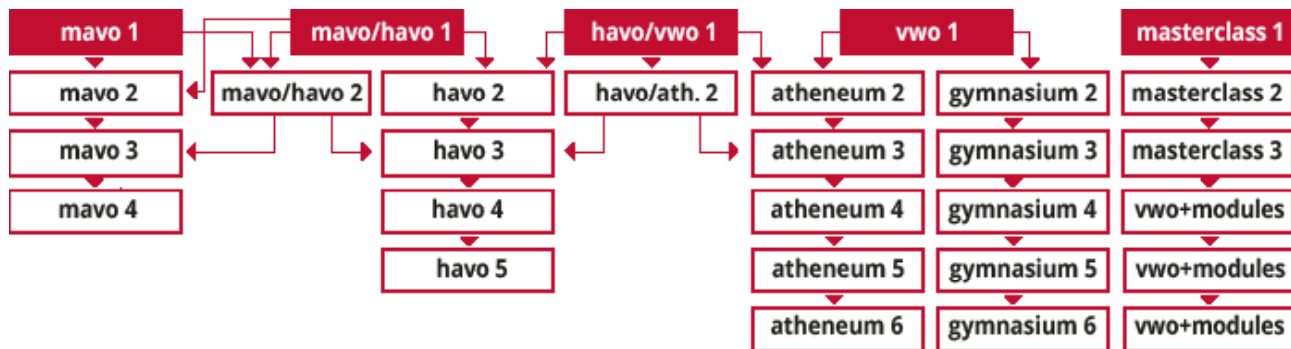 mavo 1
mavo/havo 1
havo/vwo 1
vwo 1
masterclass 1
mavo 2
mavo/havo 2
havo 2
havo/ath. 2
atheneum 2
gymnasium 2
masterclass 2
mavo 3
havo 3
atheneum 3
gymnasium 3
masterclass 3
mavo 4
havo 4
atheneum 4
gymnasium 4
vwo+modules
havo 5
atheneum 5
gymnasium 5
vwo+modules
atheneum 6
gymnasium 6
vwo+modules